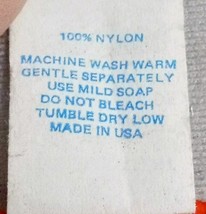 100% NYLON
MACHINE WASH WARM
GENTLE SEPARATELY
USE MILD SOAP
DO NOT BLEACH
TUMBLE DRY LOW
MADE IN USA